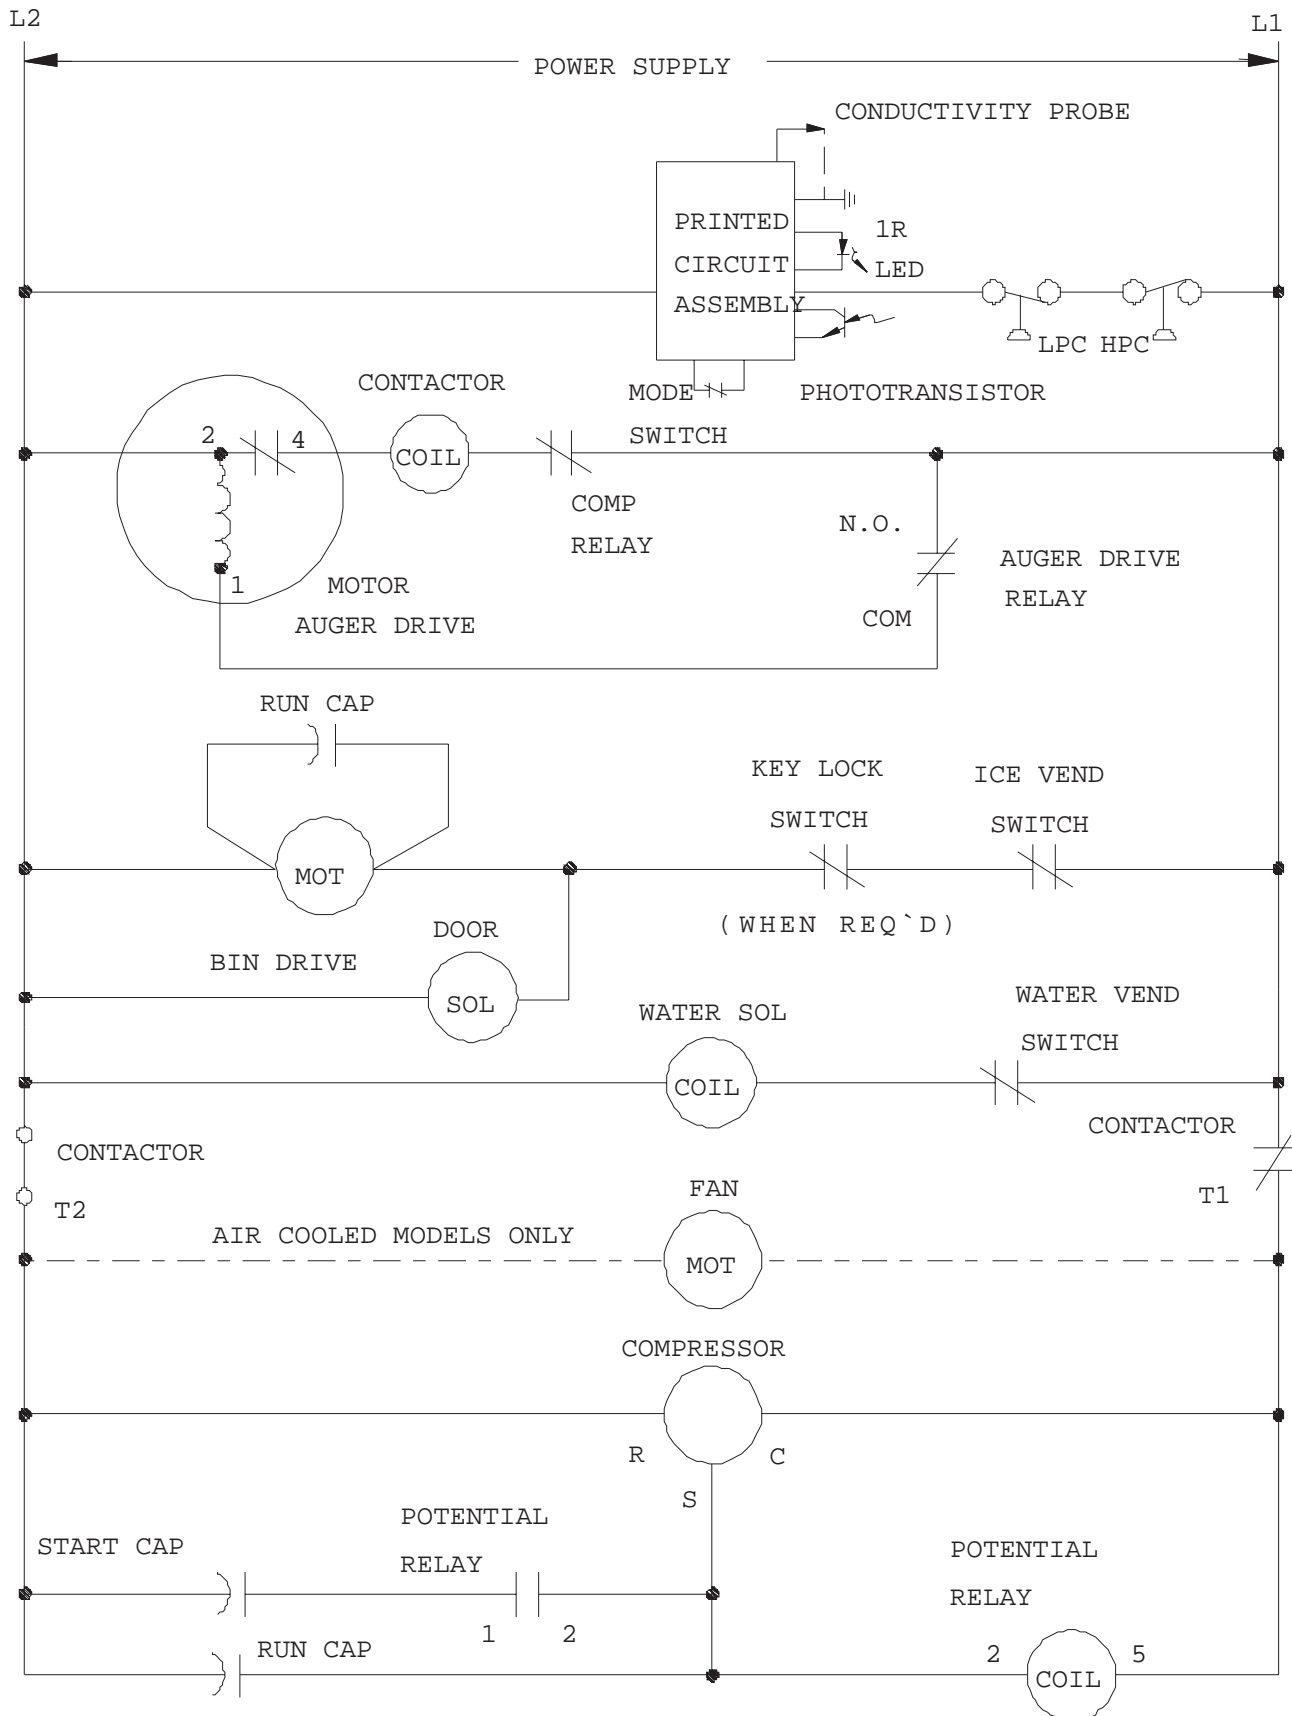 L2
L1
POWER SUPPLY
CONDUCTIVITY PROBE
PRINTED
CIRCUIT
ASSEMBLY
1R
LED
LPC HPC
MODE
SWITCH
PHOTOTRANSISTOR
CONTACTOR
COIL
2
4
1
COMP
RELAY
N.O.
COM
AUGER DRIVE
RELAY
MOTOR
AUGER DRIVE
RUN CAP
MOT
BIN DRIVE
KEY LOCK
SWITCH
(WHEN REQ`D)
ICE VEND
SWITCH
DOOR
SOL
WATER SOL
COIL
WATER VEND
SWITCH
CONTACTOR
T2
CONTACTOR
T1
FAN
MOT
AIR COOLED MODELS ONLY
COMPRESSOR
R
C
S
START CAP
POTENTIAL
RELAY
1
2
RUN CAP
POTENTIAL
RELAY
2
5
COIL